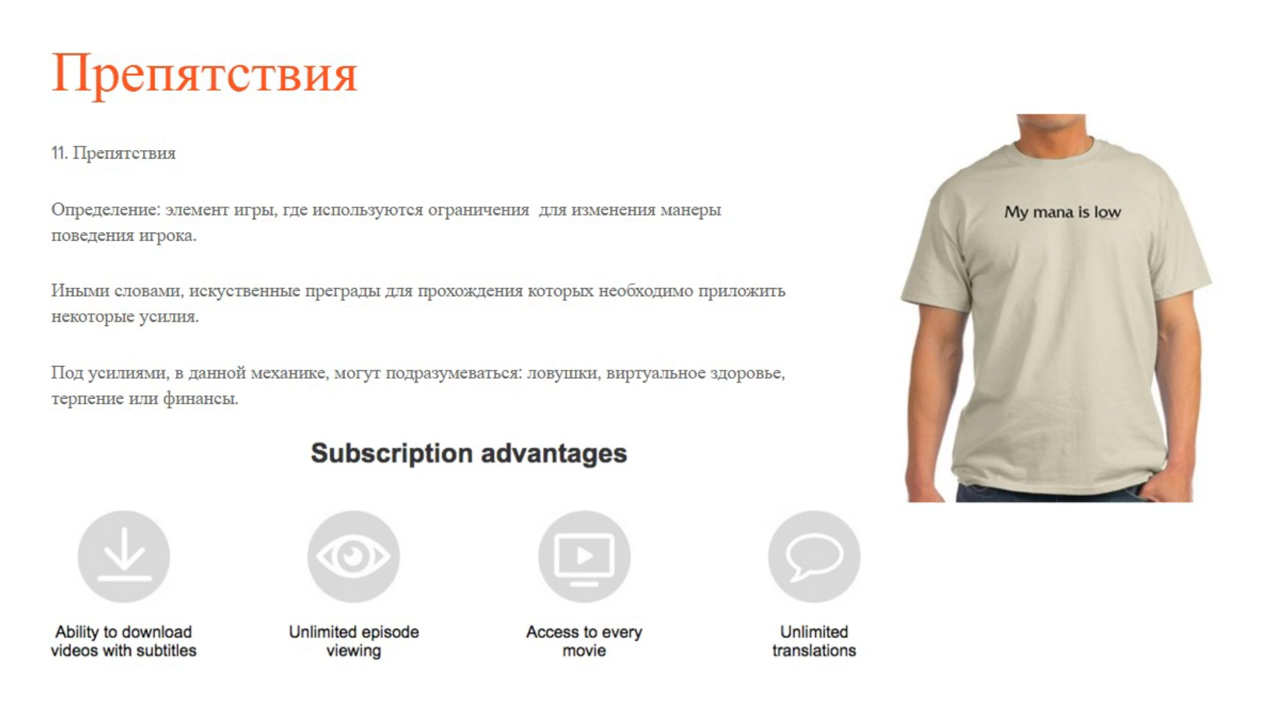 Препятствия
11. Препятствия
Определение: элемент игры, где используются ограничения  для изменения манеры
поведения игрока.
Иными словами, искуственные преграды для прохождения которых необходимо приложить
некоторые усилия.
Под усилиями, в данной механике, могут подразумеваться: ловушки, виртуальное здоровье,
терпение или финансы.
My mana is low
Subscription advantages
Ability to download
videos with subtitles
Unlimited episode
viewing
Access to every
movie
Unlimited
translations